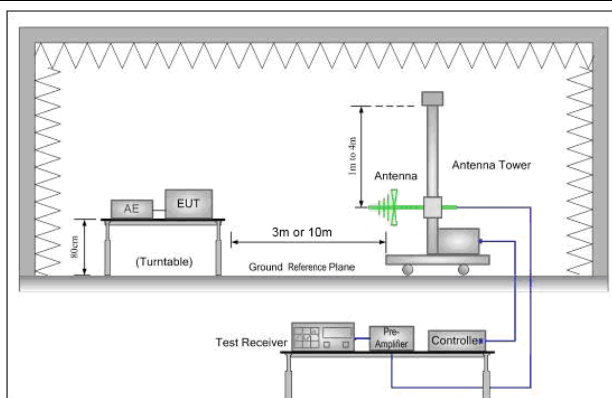 1m to 4m
Antenna
Antenna Tower
AE
EUT
80cm
(Turntable)
3m or 10m
Ground Reference Plane
Test Receiver
Pre-
Amplifier
Controller